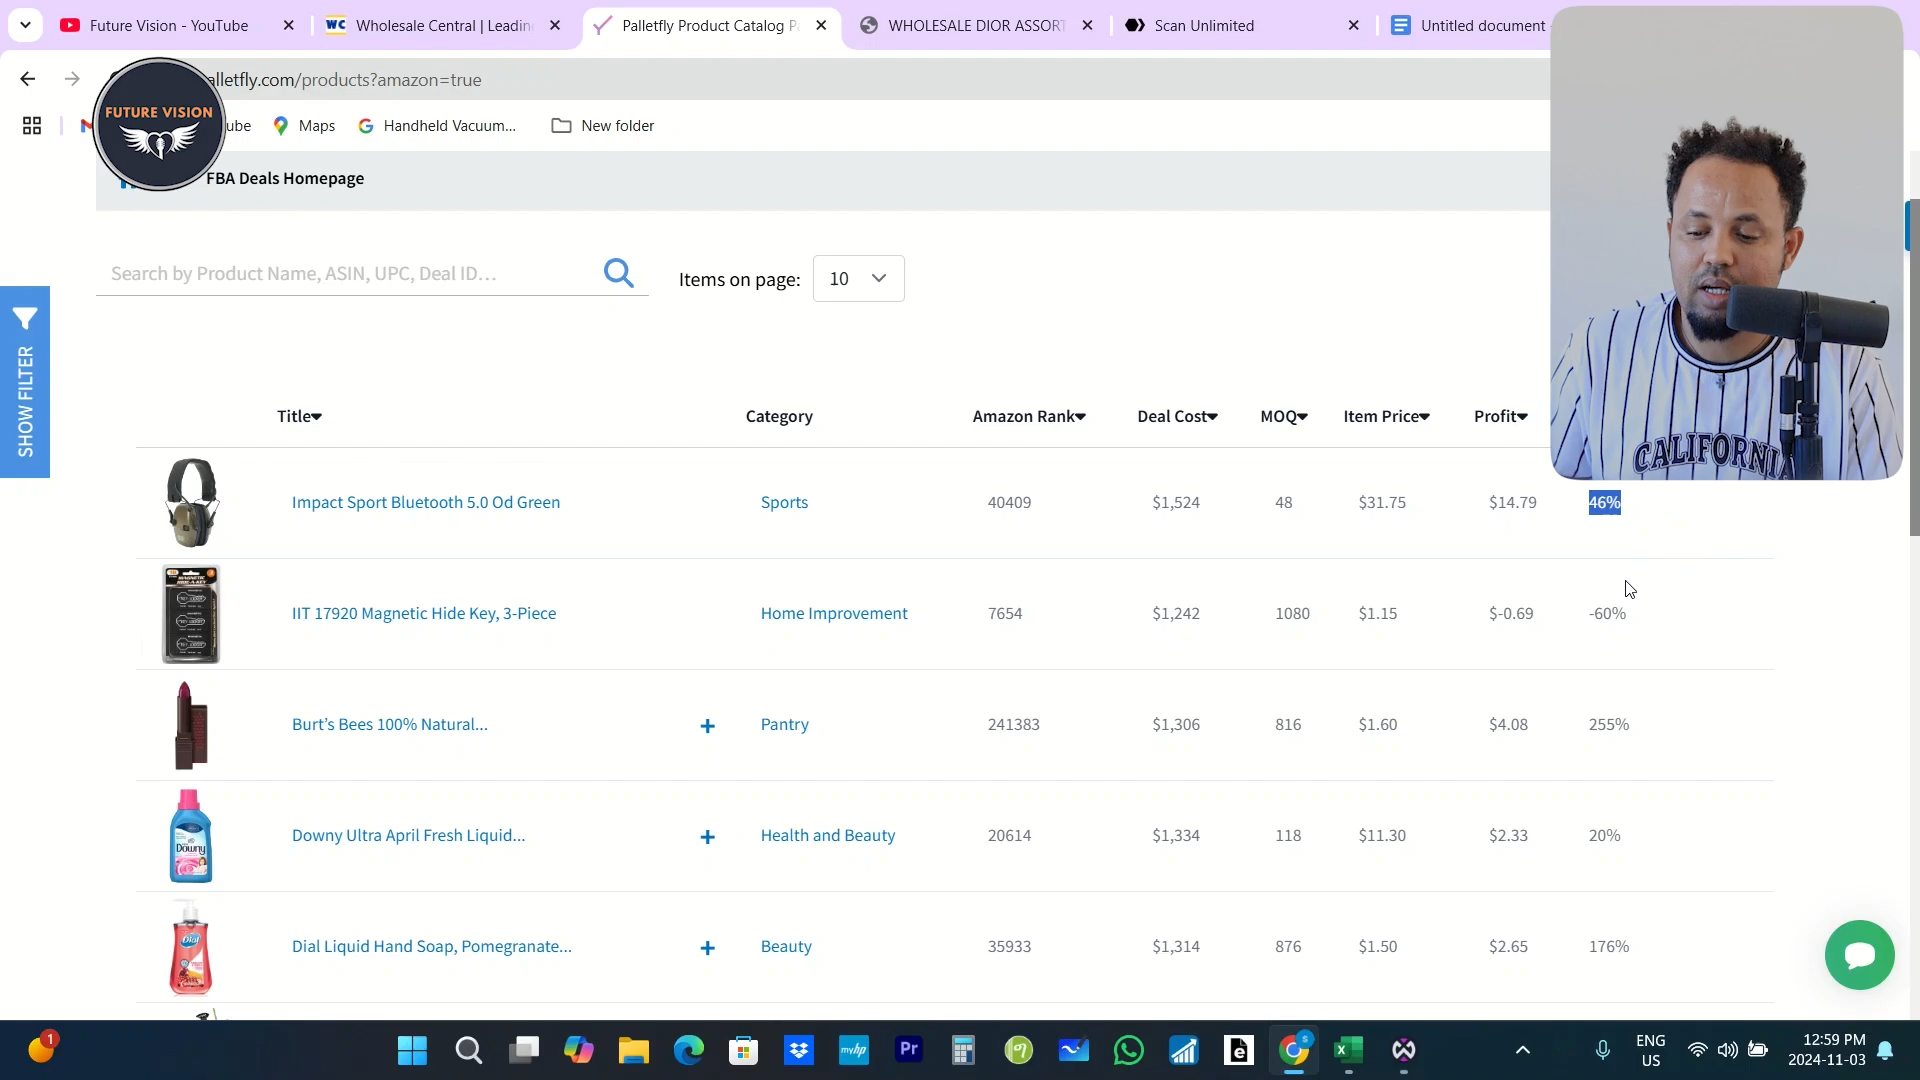 Future Vision - YouTube
Wholesale Central | Leadin
Palletfly Product Catalog Pa
WHOLESALE DIOR ASSORT
Scan Unlimited
Untitled document
alletfly.com/products?amazon=true
FUTURE VISION
ube
Maps
Handheld Vacuum...
New folder
FBA Deals Homepage
Search by Product Name, ASIN, UPC, Deal ID...
Items on page:
10
SHOW FILTER
Title
Category
Amazon Rank
Deal Cost
MOQ
Item Price
Profit
CALIFORNIA
Impact Sport Bluetooth 5.0 Od Green
Sports
40409
$1,524
48
$31.75
$14.79
46%
IIT 17920 Magnetic Hide Key, 3-Piece
Home Improvement
7654
$1,242
1080
$1.15
$-0.69
-60%
Burt's Bees 100% Natural...
+
Pantry
241383
$1,306
816
$1.60
$4.08
255%
Downy
Downy Ultra April Fresh Liquid...
+
Health and Beauty
20614
$1,334
118
$11.30
$2.33
20%
Dial
Dial Liquid Hand Soap, Pomegranate...
+
Beauty
35933
$1,314
876
$1.50
$2.65
176%
1
myhp
Pr
ENG
US
12:59 PM
2024-11-03